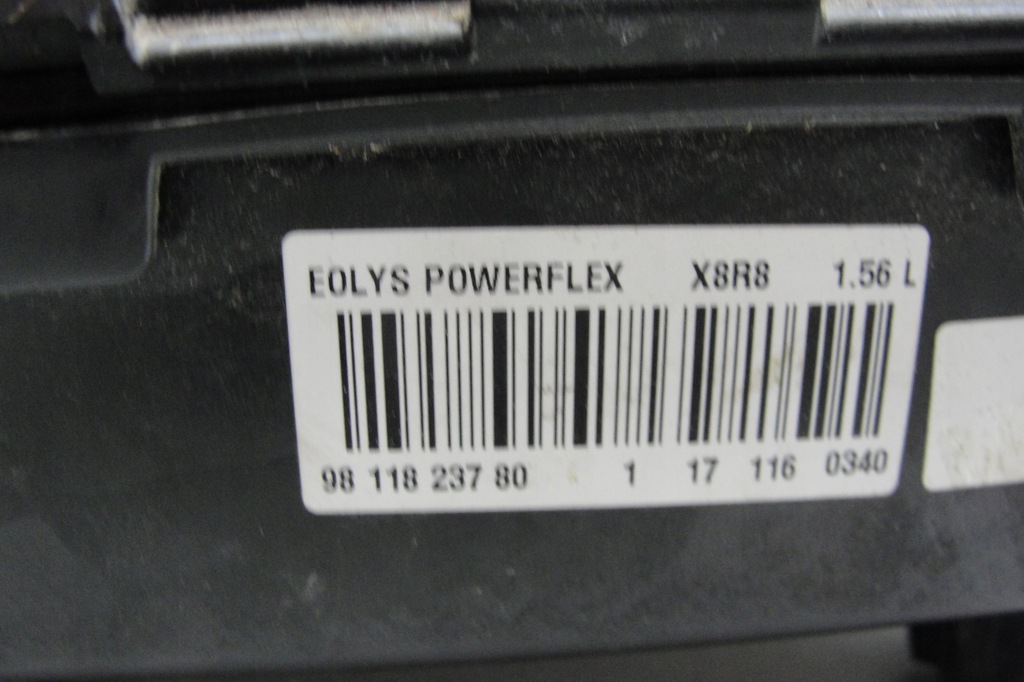 EOLYS POWERFLEX X8R8 1.56 L
98 118 237 80 1 17 116 0340